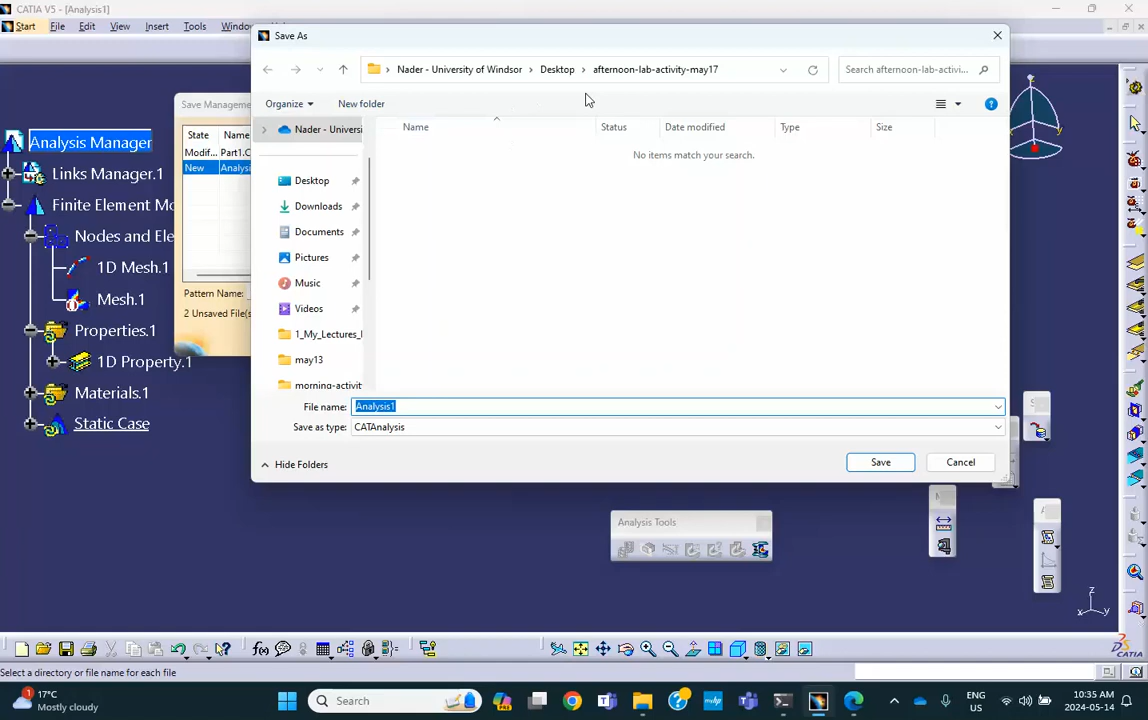 CATIA V5 - [Analysis1]
Start File Edit View Insert Tools Window
Analysis Manager
Links Manager.1
Finite Element Mo
Nodes and Ele
1D Mesh.1
Mesh.1
Properties.1
1D Property.1
Materials.1
Static Case
Save Manageme
State Name
Modif... Part1.C
New Analysis
Pattern Name:
2 Unsaved File(s
Save As
Nader - University of Windsor > Desktop > afternoon-lab-activity-may17
Search afternoon-lab-activi...
Organize New folder
Nader - Universi
Name Status Date modified Type Size
No items match your search.
Desktop
Downloads
Documents
Pictures
Music
Videos
1_My_Lectures_
may13
morning-activit
File name: Analysis1
Save as type: CATAnalysis
Hide Folders
Save Cancel
Analysis Tools
z
x y
f(x)
CATIA
Select a directory or file name for each file
1
17°C
Mostly cloudy
Search
ENG
US
10:35 AM
2024-05-14